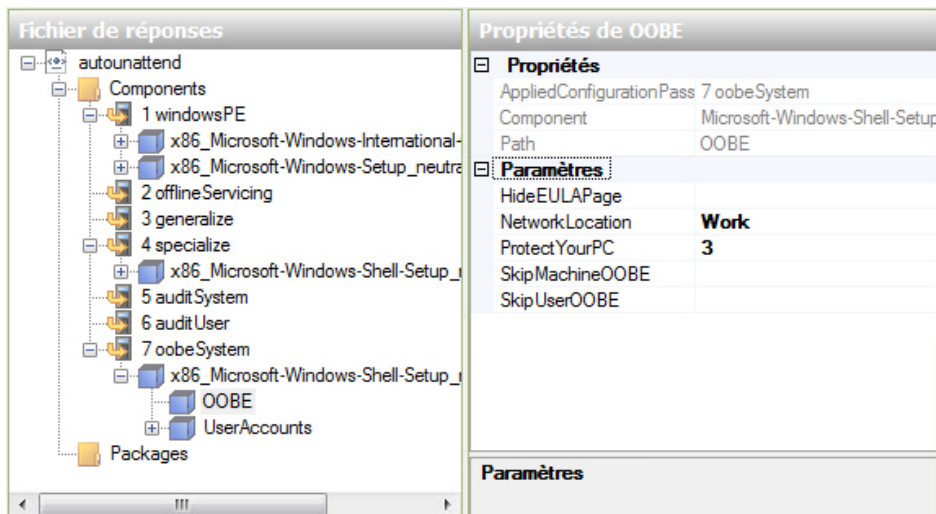 Fichier de réponses
autounattend
Components
1 windowsPE
x86_Microsoft-Windows-International-
x86_Microsoft-Windows-Setup_neutra
2 offlineServicing
3 generalize
4 specialize
x86_Microsoft-Windows-Shell-Setup_
5 auditSystem
6 auditUser
7 oobeSystem
x86_Microsoft-Windows-Shell-Setup_
OOBE
UserAccounts
Packages
Propriétés de OOBE
Propriétés
AppliedConfigurationPass 7 oobeSystem
Component Microsoft-Windows-Shell-Setup
Path OOBE
Paramètres
HideEULAPage
NetworkLocation Work
ProtectYourPC 3
SkipMachineOOBE
SkipUserOOBE
Paramètres